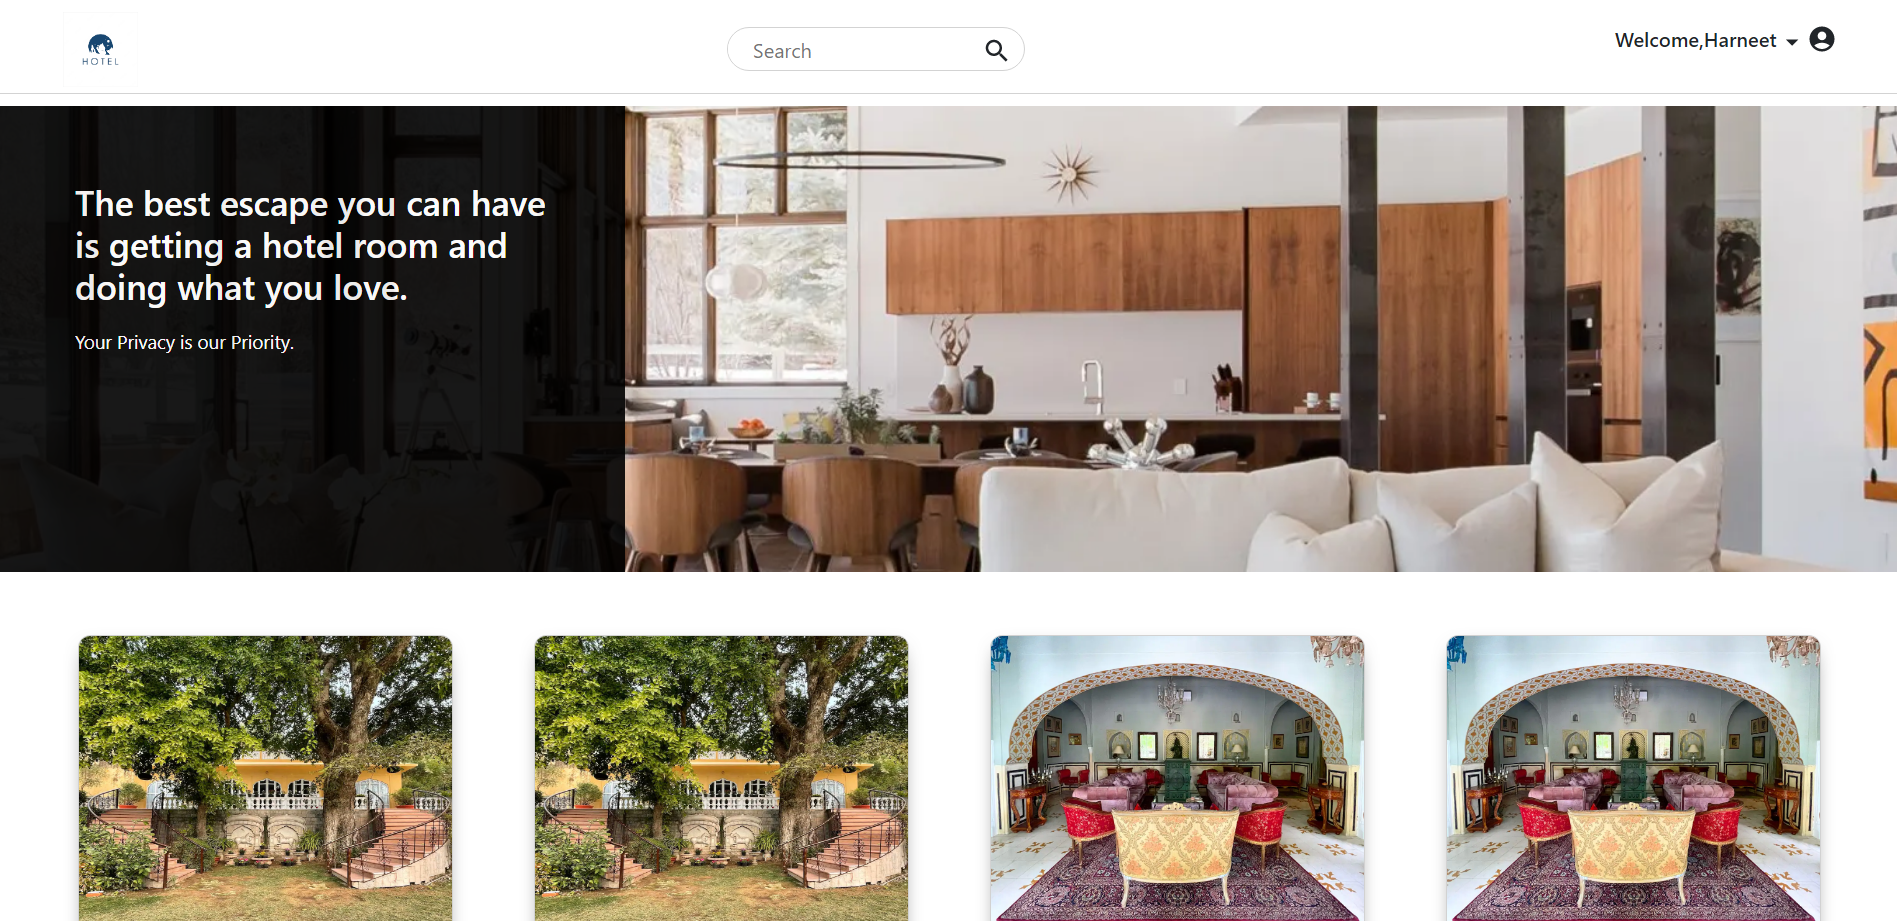 HOTEL
Search
Welcome,Harneet
The best escape you can have
is getting a hotel room and
doing what you love.
Your Privacy is our Priority.